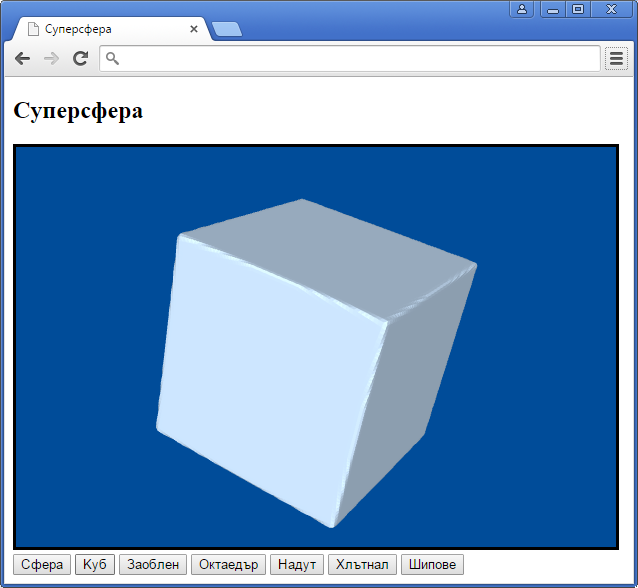 Суперсфера
Суперсфера
Сфера Куб Заоблен Октаедър Надут Хлътнал Шипове